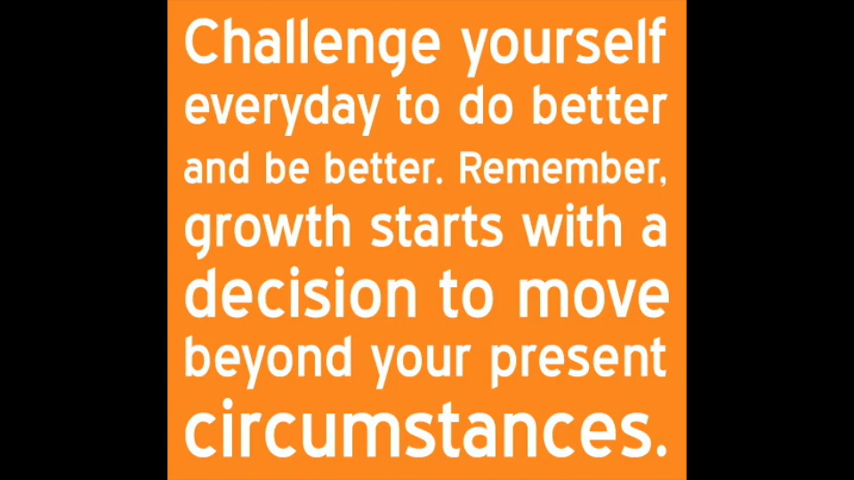 Challenge yourself
everyday to do better
and be better. Remember,
growth starts with a
decision to move
beyond your present
circumstances.